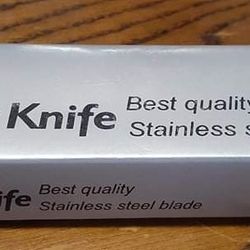 Knife Best quality
Stainless s
ife Best quality
Stainless steel blade